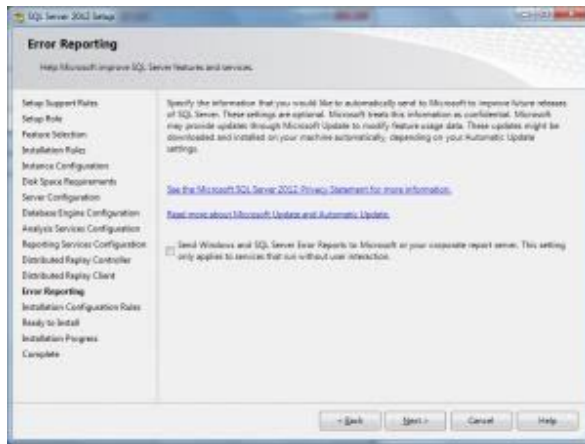 SQL Server 2012 Setup
Error Reporting
Help Microsoft improve SQL Server features and services.
Setup Support Rules
Setup Role
Feature Selection
Installation Rules
Instance Configuration
Disk Space Requirements
Server Configuration
Database Engine Configuration
Analysis Services Configuration
Reporting Services Configuration
Distributed Replay Controller
Distributed Replay Client
Error Reporting
Installation Configuration Rules
Ready to Install
Installation Progress
Complete
Specify the information that you would like to automatically send to Microsoft to improve future releases
of SQL Server. These settings are optional. Microsoft treats this information as confidential. Microsoft
may provide updates through Microsoft Update to modify feature usage data. These updates might be
downloaded and installed on your machine automatically, depending on your Automatic Update
settings.
See the Microsoft SQL Server 2012 Privacy Statement for more information.
Read more about Microsoft Update and Automatic Update.
Send Windows and SQL Server Error Reports to Microsoft or your corporate report server. This setting
only applies to services that run without user interaction.
< Back
Next >
Cancel
Help